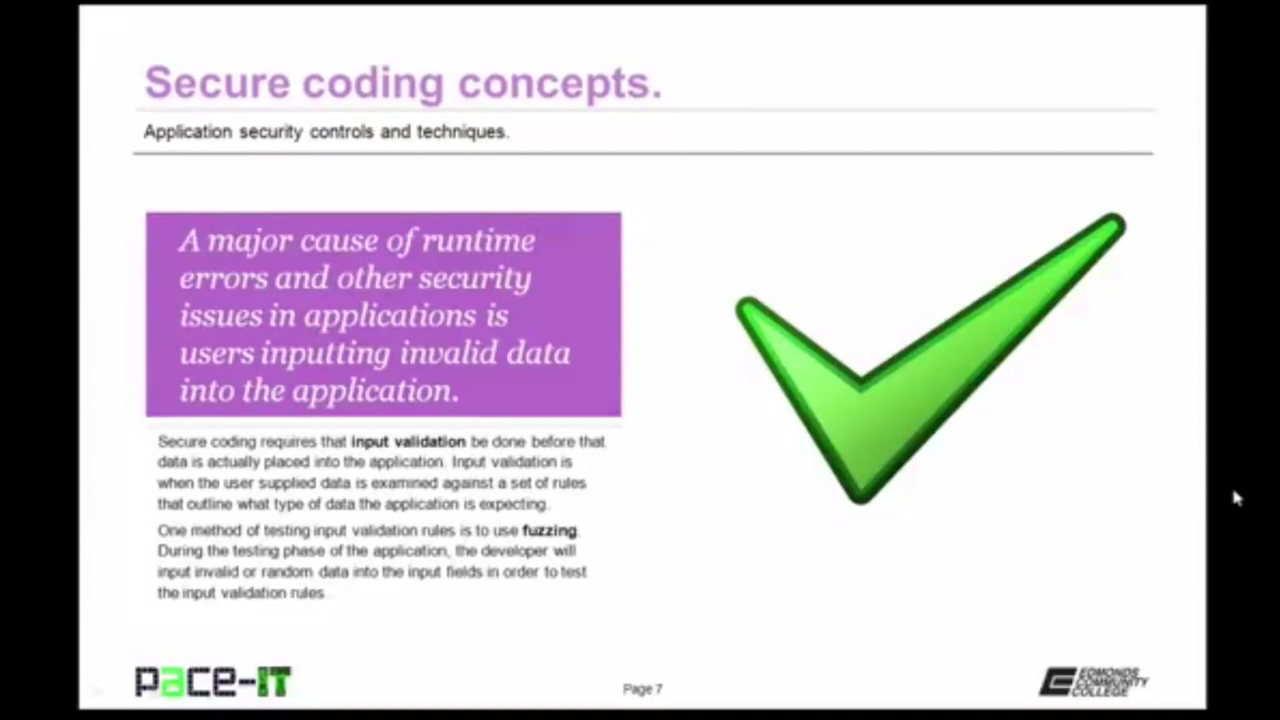 Secure coding concepts.
Application security controls and techniques.
A major cause of runtime
errors and other security
issues in applications is
users inputting invalid data
into the application.
Secure coding requires that input validation be done before that
data is actually placed into the application. Input validation is
when the user supplied data is examined against a set of rules
that outline what type of data the application is expecting.
One method of testing input validation rules is to use fuzzing.
During the testing phase of the application, the developer will
input invalid or random data into the input fields in order to test
the input validation rules.
pace-IT
Page 7
EDMONDS
COMMUNITY
COLLEGE